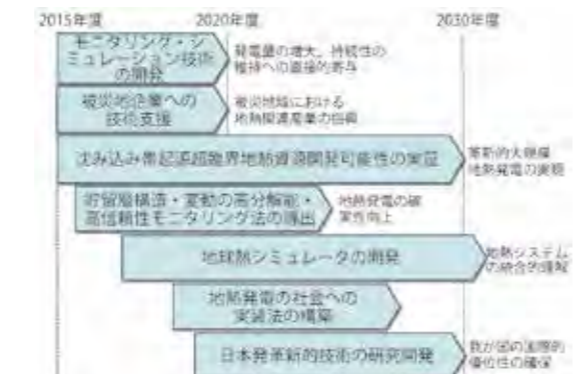 2015年度 2020年度 2030年度
モニタリング・シ
ミュレーション技術
の開発
発電量の増大、持続性の
維持への直接的寄与
被災地企業への
技術支援
被災地域における
地熱関連産業の振興
沈み込み帯起源超臨界地熱資源開発可能性の実証
革新的大規模
地熱発電の実現
貯留層構造・変動の高分解能・
高信頼性モニタリング法の導出
地熱発電の確
実性向上
地球熱シミュレータの開発
地熱システム
の統合的理解
地熱発電の社会への
実装法の構築
日本発革新的技術の研究開発
我が国の国際的
優位性の確保